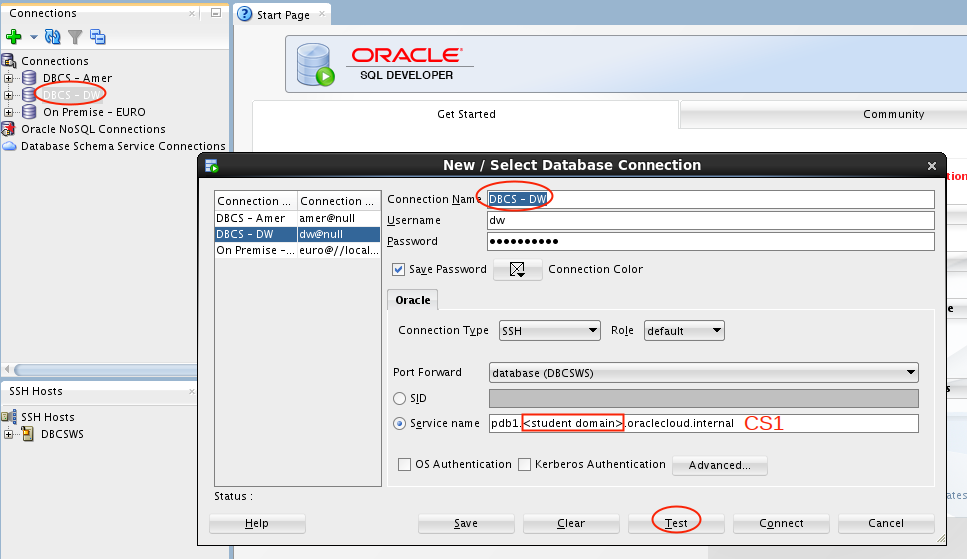 Connections
Start Page
Connections
DBCS - Amer
DBCS - DW
On Premise - EURO
Oracle NoSQL Connections
Database Schema Service Connections
ORACLE
SQL DEVELOPER
Get Started
Community
New / Select Database Connection
Connection ... Connection ...
DBCS - Amer amer@null
DBCS - DW dw@null
On Premise -... euro@//local...
Connection Name DBCS - DW
Username dw
Password ●●●●●●●●●●
Save Password Connection Color
Oracle
Connection Type SSH Role default
Port Forward database (DBCSWS)
SID
Service name pdb1.<student domain>.oraclecloud.internal CS1
OS Authentication Kerberos Authentication Advanced...
Status :
Help Save Clear Test Connect Cancel
SSH Hosts
SSH Hosts
DBCSWS